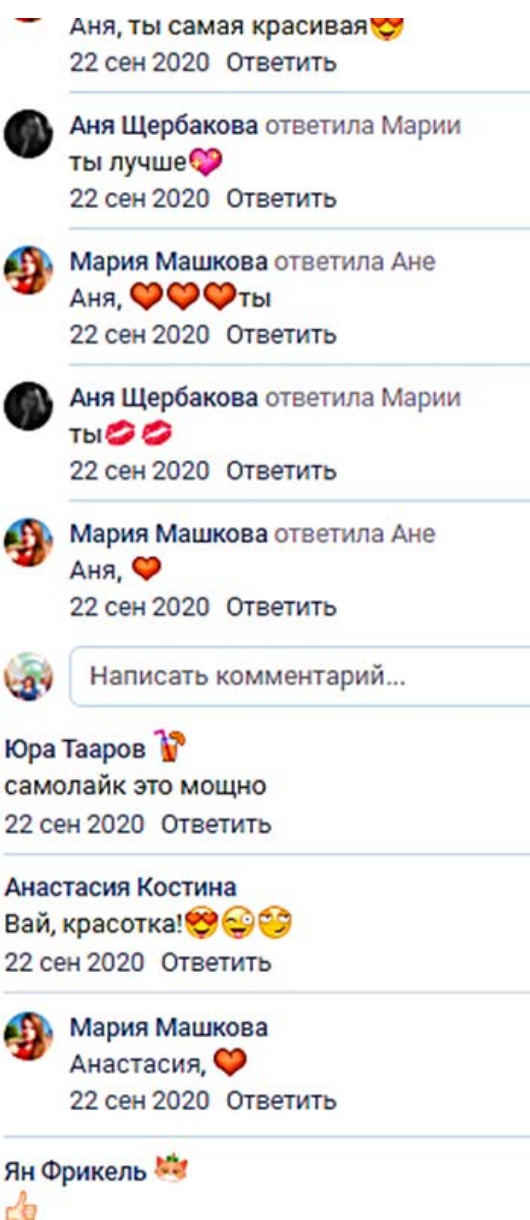 Аня, ты самая красивая😍
22 сен 2020 Ответить
Аня Щербакова ответила Марии
ты лучше💖
22 сен 2020 Ответить
Мария Машкова ответила Ане
Аня, ❤❤❤ты
22 сен 2020 Ответить
Аня Щербакова ответила Марии
ты💋💋
22 сен 2020 Ответить
Мария Машкова ответила Ане
Аня, ❤
22 сен 2020 Ответить
Написать комментарий...
Юра Тааров 🍹
самолайк это мощно
22 сен 2020 Ответить
Анастасия Костина
Вай, красотка!😍😜😏
22 сен 2020 Ответить
Мария Машкова
Анастасия, ❤
22 сен 2020 Ответить
Ян Фрикель 🐱
👍